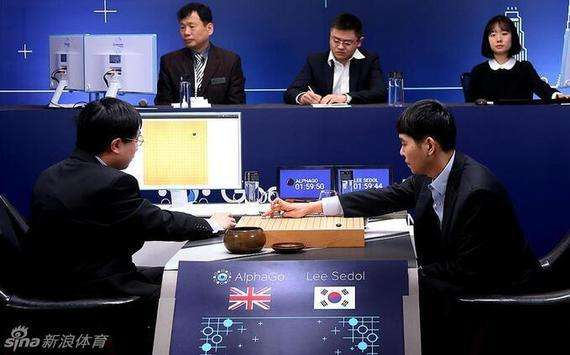 ALPHAGO
01:59:50
LEE SEDOL
01:59:44
AlphaGo
Lee Sedol
sina新浪体育